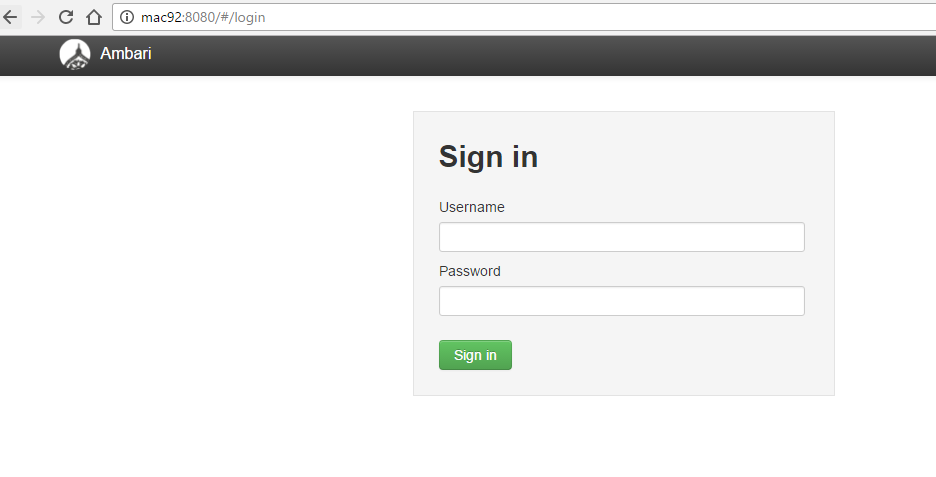 mac92:8080/#/login
Ambari
Sign in
Username
Password
Sign in